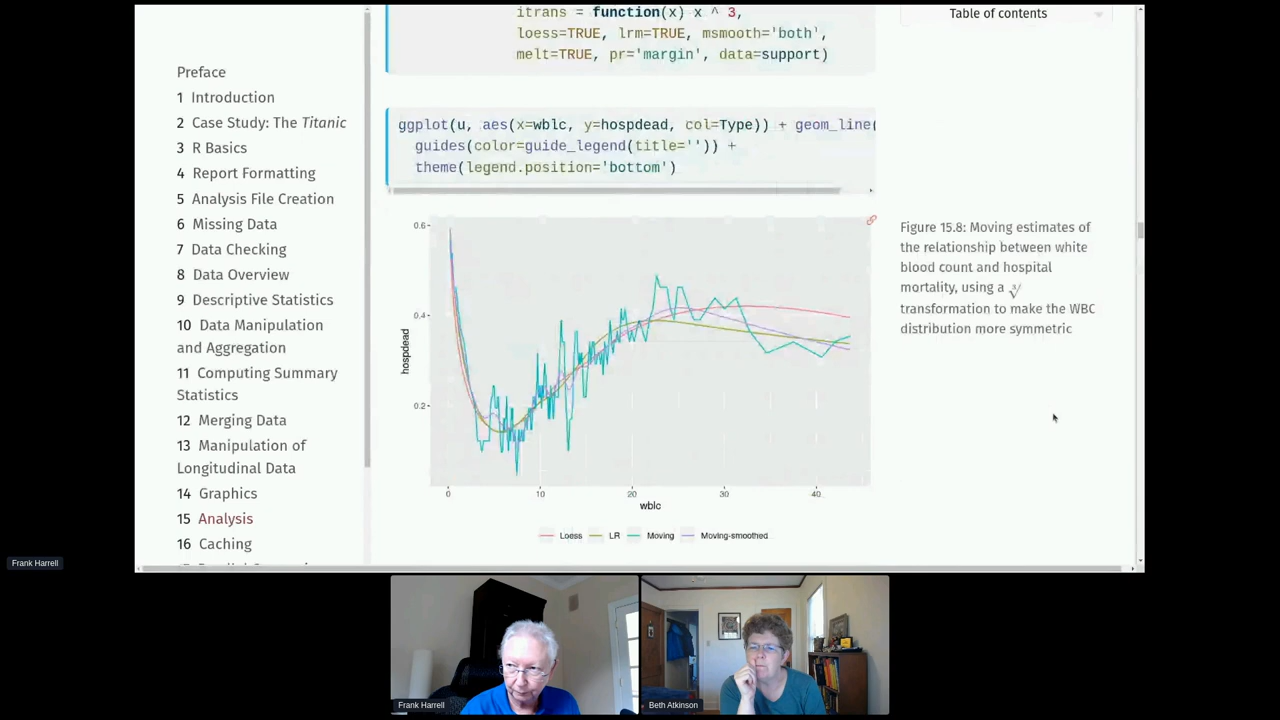 itrans = function(x) x ^ 3,
loess=TRUE, lrm=TRUE, msmooth='both',
melt=TRUE, pr='margin', data=support)
Table of contents
Preface
1 Introduction
2 Case Study: The Titanic
3 R Basics
4 Report Formatting
5 Analysis File Creation
6 Missing Data
7 Data Checking
8 Data Overview
9 Descriptive Statistics
10 Data Manipulation
and Aggregation
11 Computing Summary
Statistics
12 Merging Data
13 Manipulation of
Longitudinal Data
14 Graphics
15 Analysis
16 Caching
ggplot(u, aes(x=wblc, y=hospdead, col=Type)) + geom_line(
guides(color=guide_legend(title='')) +
theme(legend.position='bottom')
0.6
0.4
0.2
hospdead
0 10 20 30 40
wblc
Loess LR Moving Moving-smoothed
Figure 15.8: Moving estimates of
the relationship between white
blood count and hospital
mortality, using a ∛
transformation to make the WBC
distribution more symmetric
Frank Harrell
Frank Harrell
Beth Atkinson